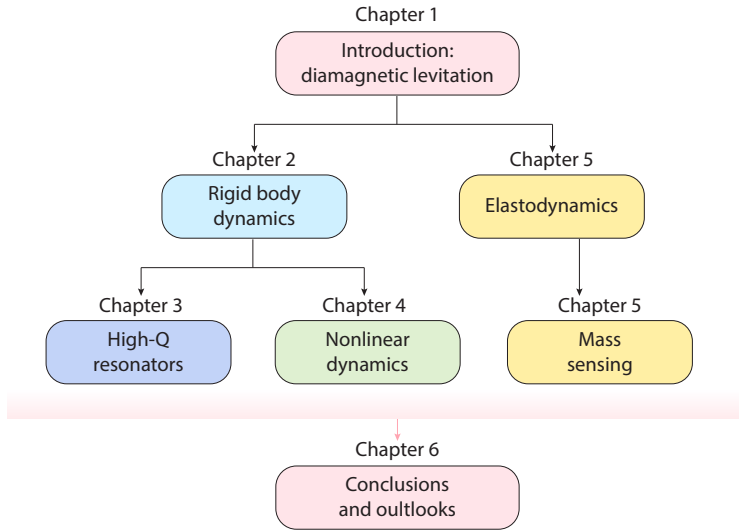 Chapter 1
Introduction:
diamagnetic levitation
Chapter 2
Rigid body
dynamics
Chapter 5
Elastodynamics
Chapter 3
High-Q
resonators
Chapter 4
Nonlinear
dynamics
Chapter 5
Mass
sensing
Chapter 6
Conclusions
and oultlooks